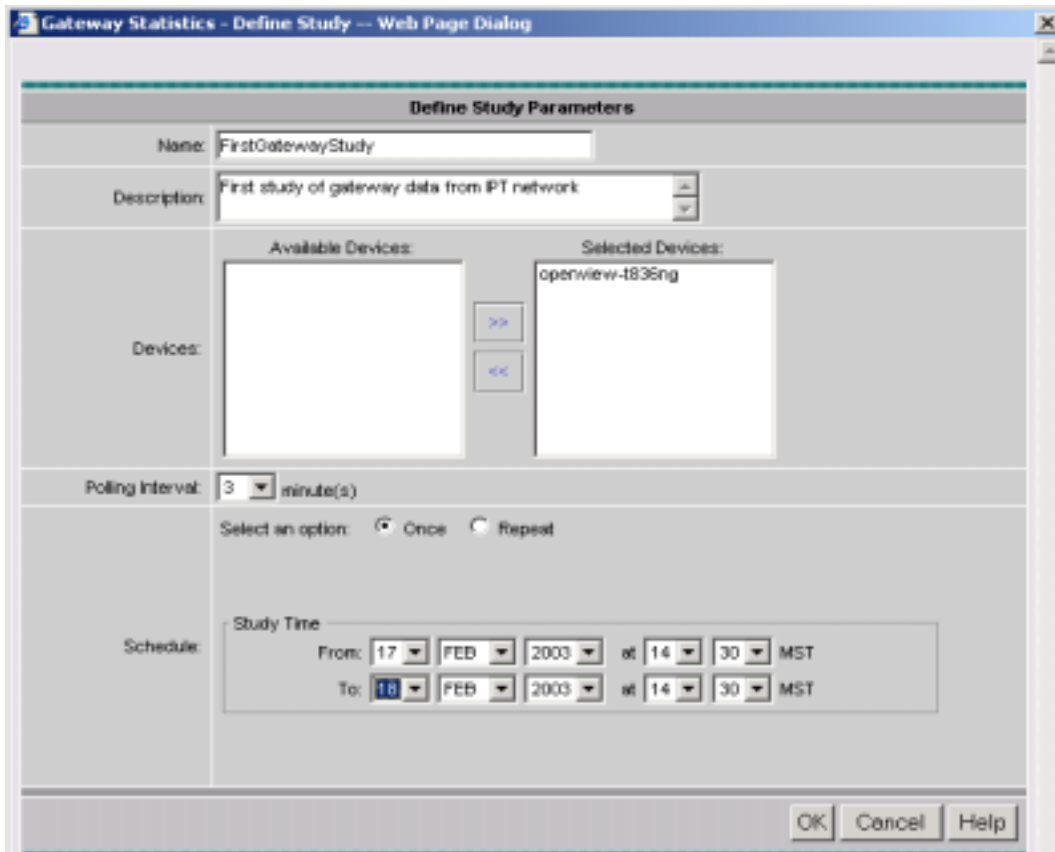 Gateway Statistics - Define Study -- Web Page Dialog
Define Study Parameters
Name: FirstGatewayStudy
Description: First study of gateway data from IPT network
Available Devices: Selected Devices:
openview-t836ng
>>
Devices:
<<
Polling Interval: 3 minute(s)
Select an option: Once Repeat
Study Time
Schedule:
From: 17 FEB 2003 at 14 30 MST
To: 18 FEB 2003 at 14 30 MST
OK Cancel Help